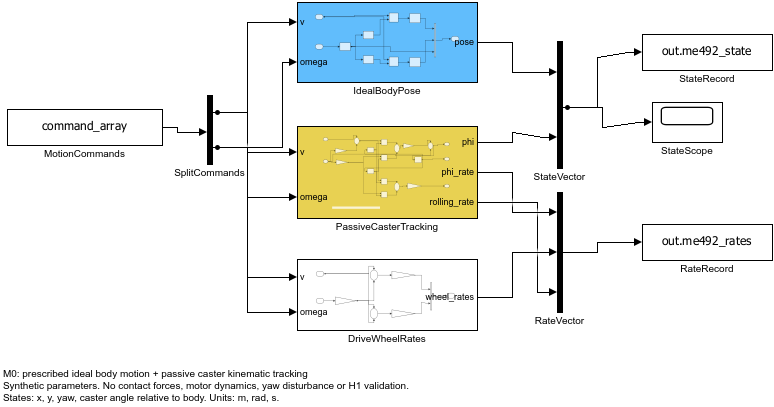 v
omega
pose
IdealBodyPose
command_array
MotionCommands
SplitCommands
v
omega
phi
phi_rate
rolling_rate
PassiveCasterTracking
v
omega
wheel_rates
DriveWheelRates
StateVector
RateVector
out.me492_state
StateRecord
StateScope
out.me492_rates
RateRecord
M0: prescribed ideal body motion + passive caster kinematic tracking
Synthetic parameters. No contact forces, motor dynamics, yaw disturbance or H1 validation.
States: x, y, yaw, caster angle relative to body. Units: m, rad, s.